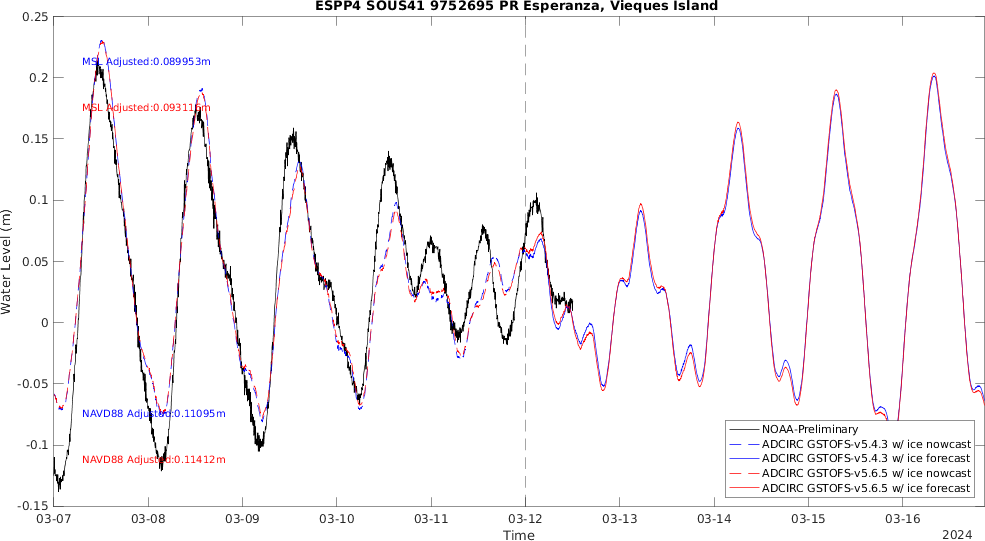 ESPP4 SOUS41 9752695 PR Esperanza, Vieques Island
0.25
0.2
0.15
0.1
0.05
0
-0.05
-0.1
-0.15
Water Level (m)
MSL Adjusted:0.089953m
MSL Adjusted:0.093116m
NAVD88 Adjusted:0.11095m
NAVD88 Adjusted:0.11412m
NOAA-Preliminary
ADCIRC GSTOFS-v5.4.3 w/ ice nowcast
ADCIRC GSTOFS-v5.4.3 w/ ice forecast
ADCIRC GSTOFS-v5.6.5 w/ ice nowcast
ADCIRC GSTOFS-v5.6.5 w/ ice forecast
03-07 03-08 03-09 03-10 03-11 03-12 03-13 03-14 03-15 03-16
Time
2024